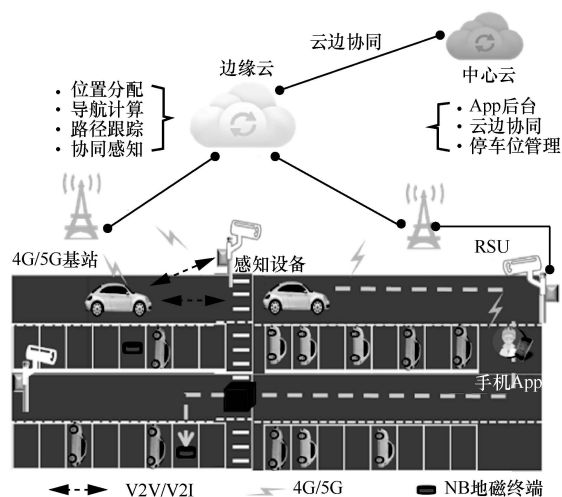 云边协同
边缘云
中心云
• 位置分配
• 导航计算
• 路径跟踪
• 协同感知
• App后台
• 云边协同
• 停车位管理
4G/5G基站
感知设备
RSU
手机App
V2V/V2I
4G/5G
NB地磁终端